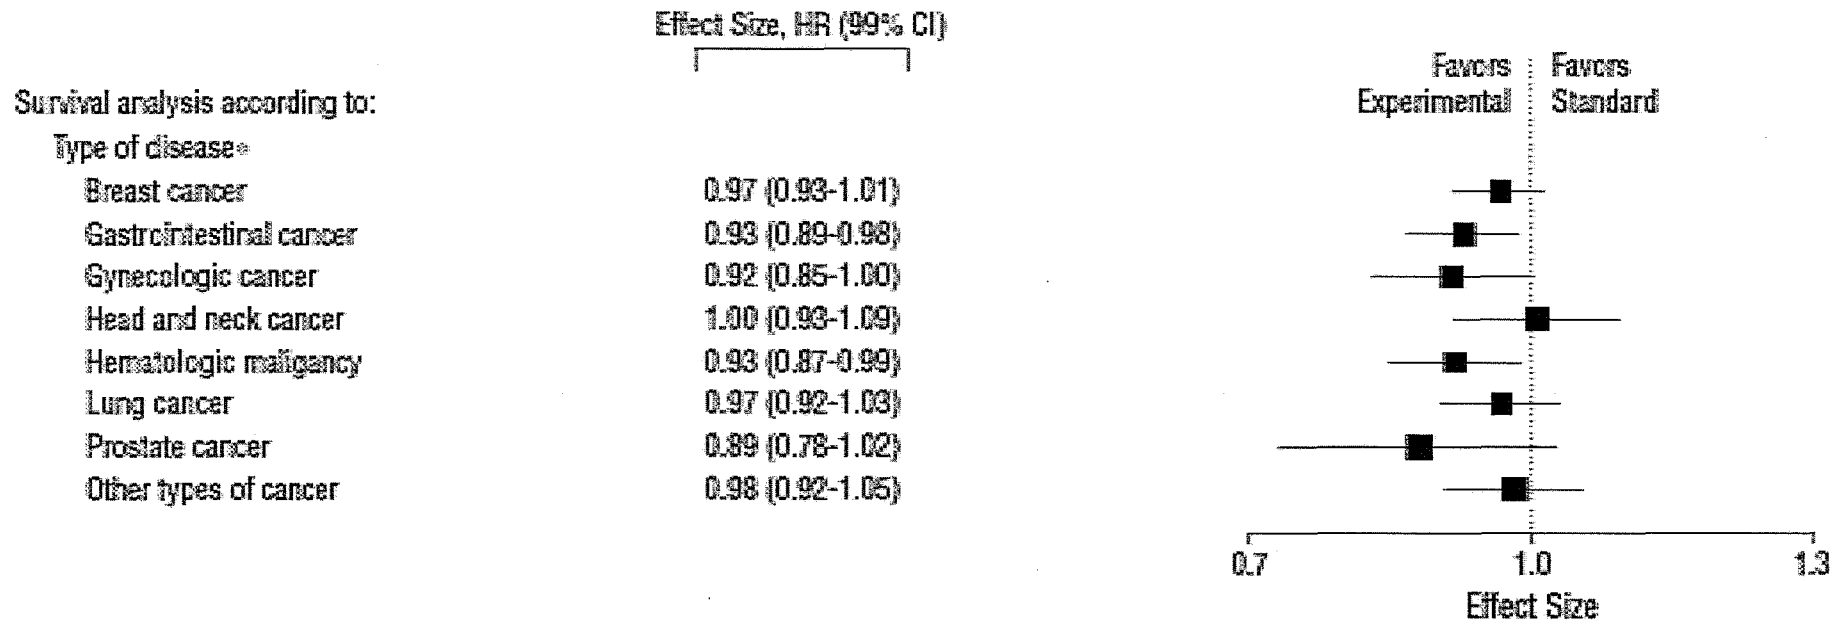 Effect Size, HR (99% CI)
Favors Favors
Experimental Standard
Survival analysis according to:
Type of disease*
Breast cancer 0.97 (0.93-1.01)
Gastrointestinal cancer 0.93 (0.89-0.98)
Gynecologic cancer 0.92 (0.85-1.00)
Head and neck cancer 1.00 (0.93-1.09)
Hematologic maligancy 0.93 (0.87-0.99)
Lung cancer 0.97 (0.92-1.03)
Prostate cancer 0.89 (0.78-1.02)
Other types of cancer 0.98 (0.92-1.05)
0.7 1.0 1.3
Effect Size